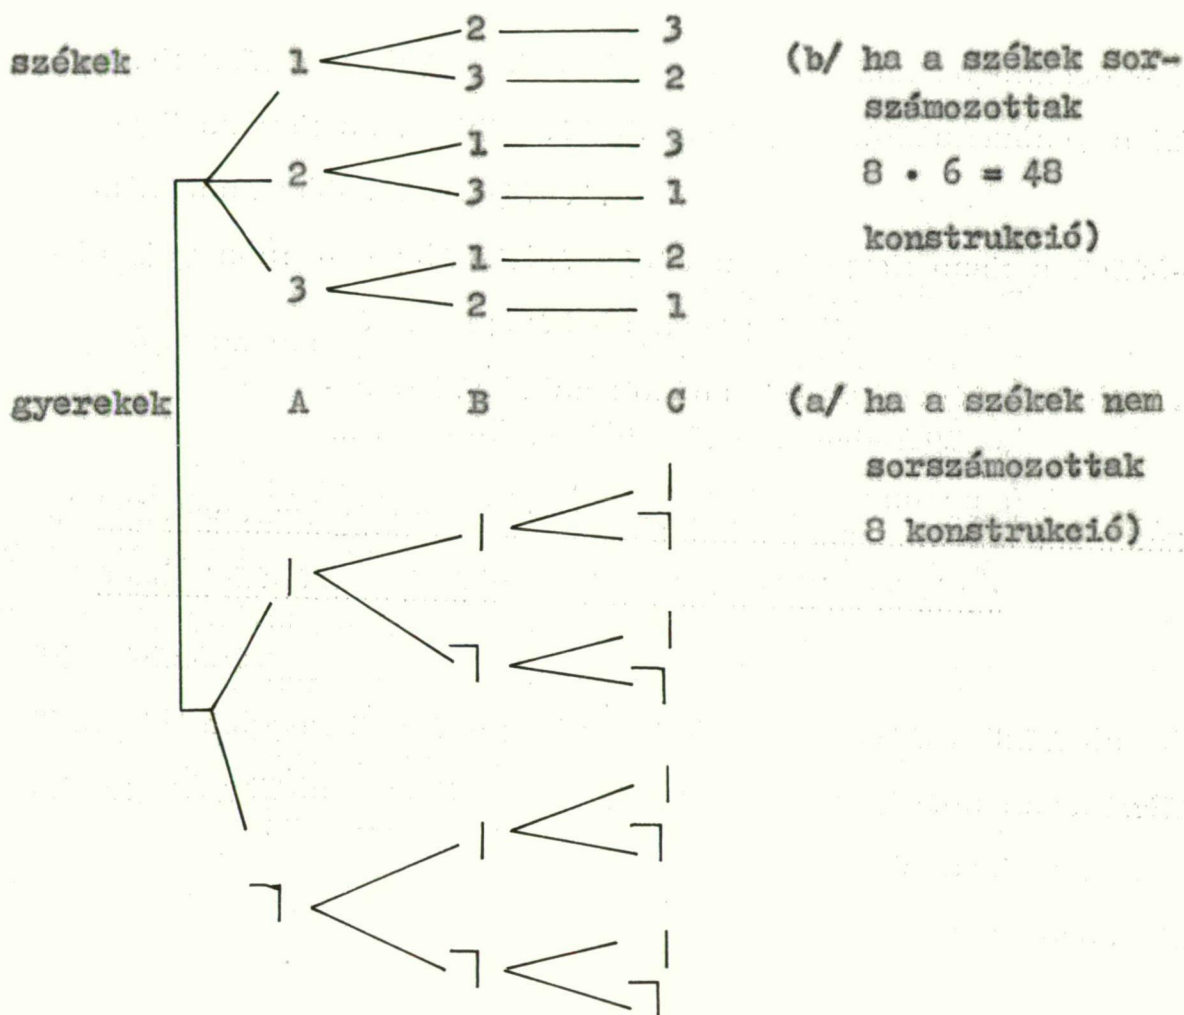 2 3
székek 1 (b/ ha a székek sor-
3 2
számozottak
1 3
2 8 . 6 = 48
3 1
konstrukció)
1 2
3
2 1
gyerekek A B C (a/ ha a székek nem
sorszámozottak
8 konstrukció)